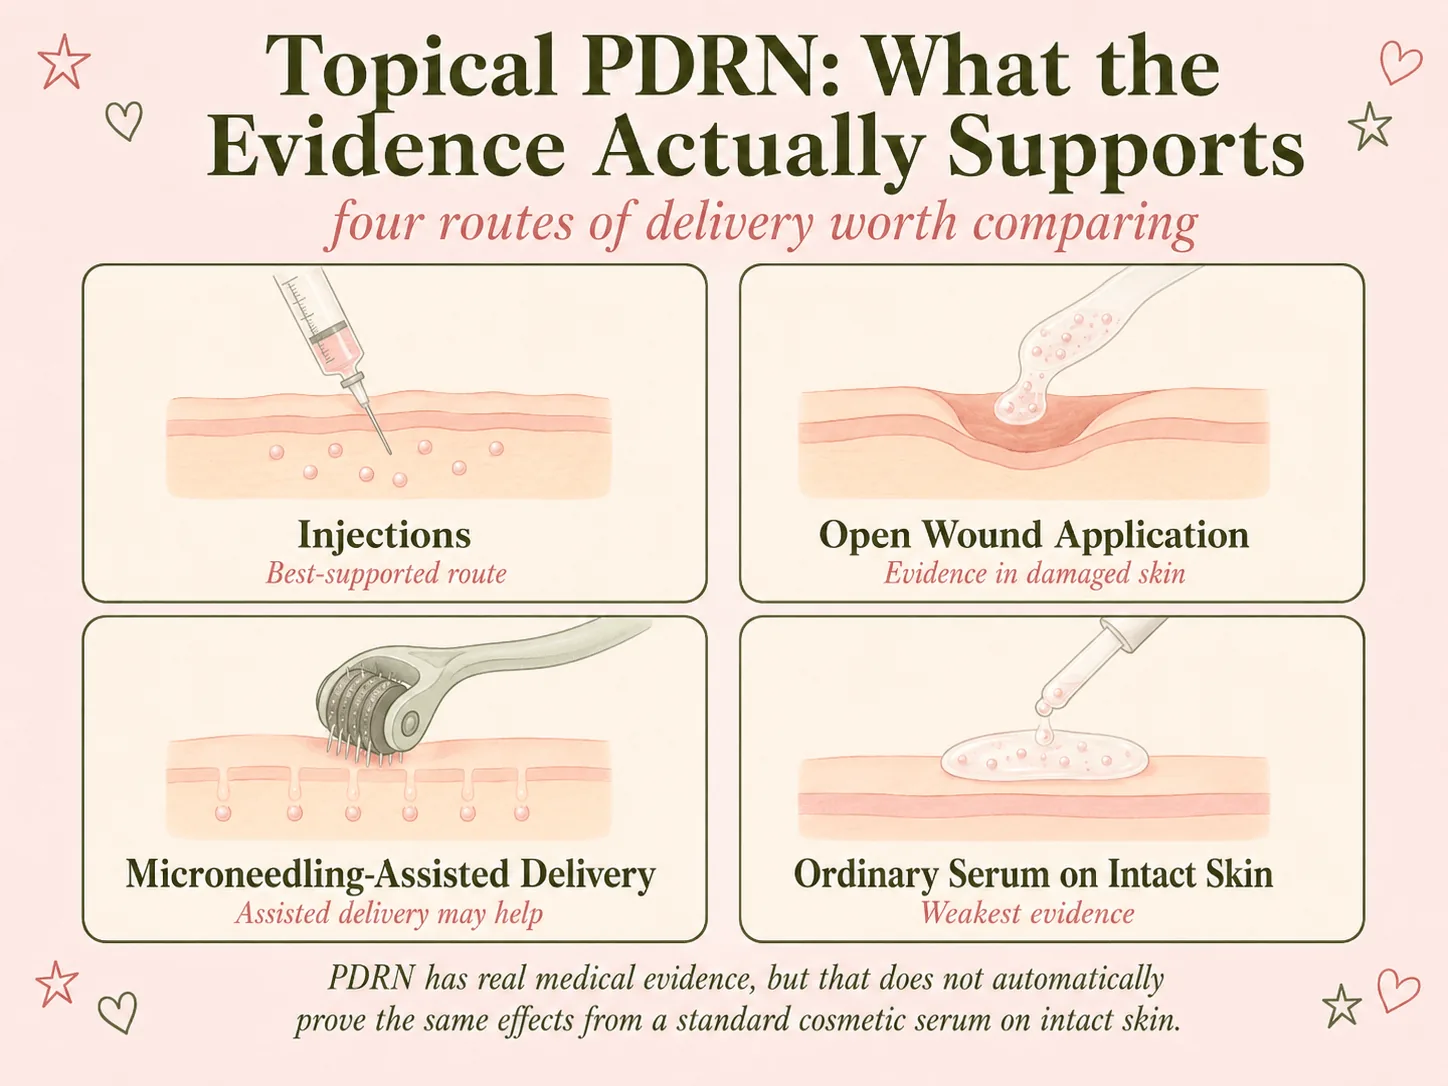 Topical PDRN: What the
Evidence Actually Supports
four routes of delivery worth comparing
Injections
Best-supported route
Open Wound Application
Evidence in damaged skin
Microneedling-Assisted Delivery
Assisted delivery may help
Ordinary Serum on Intact Skin
Weakest evidence
PDRN has real medical evidence, but that does not automatically
prove the same effects from a standard cosmetic serum on intact skin.